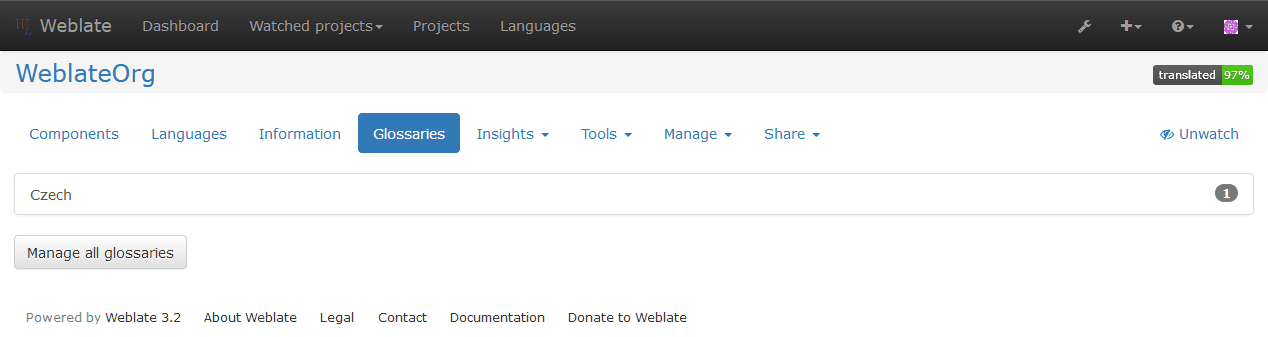 Weblate Dashboard Watched projects Projects Languages
WeblateOrg translated 97%
Components Languages Information Glossaries Insights Tools Manage Share Unwatch
Czech 1
Manage all glossaries
Powered by Weblate 3.2 About Weblate Legal Contact Documentation Donate to Weblate